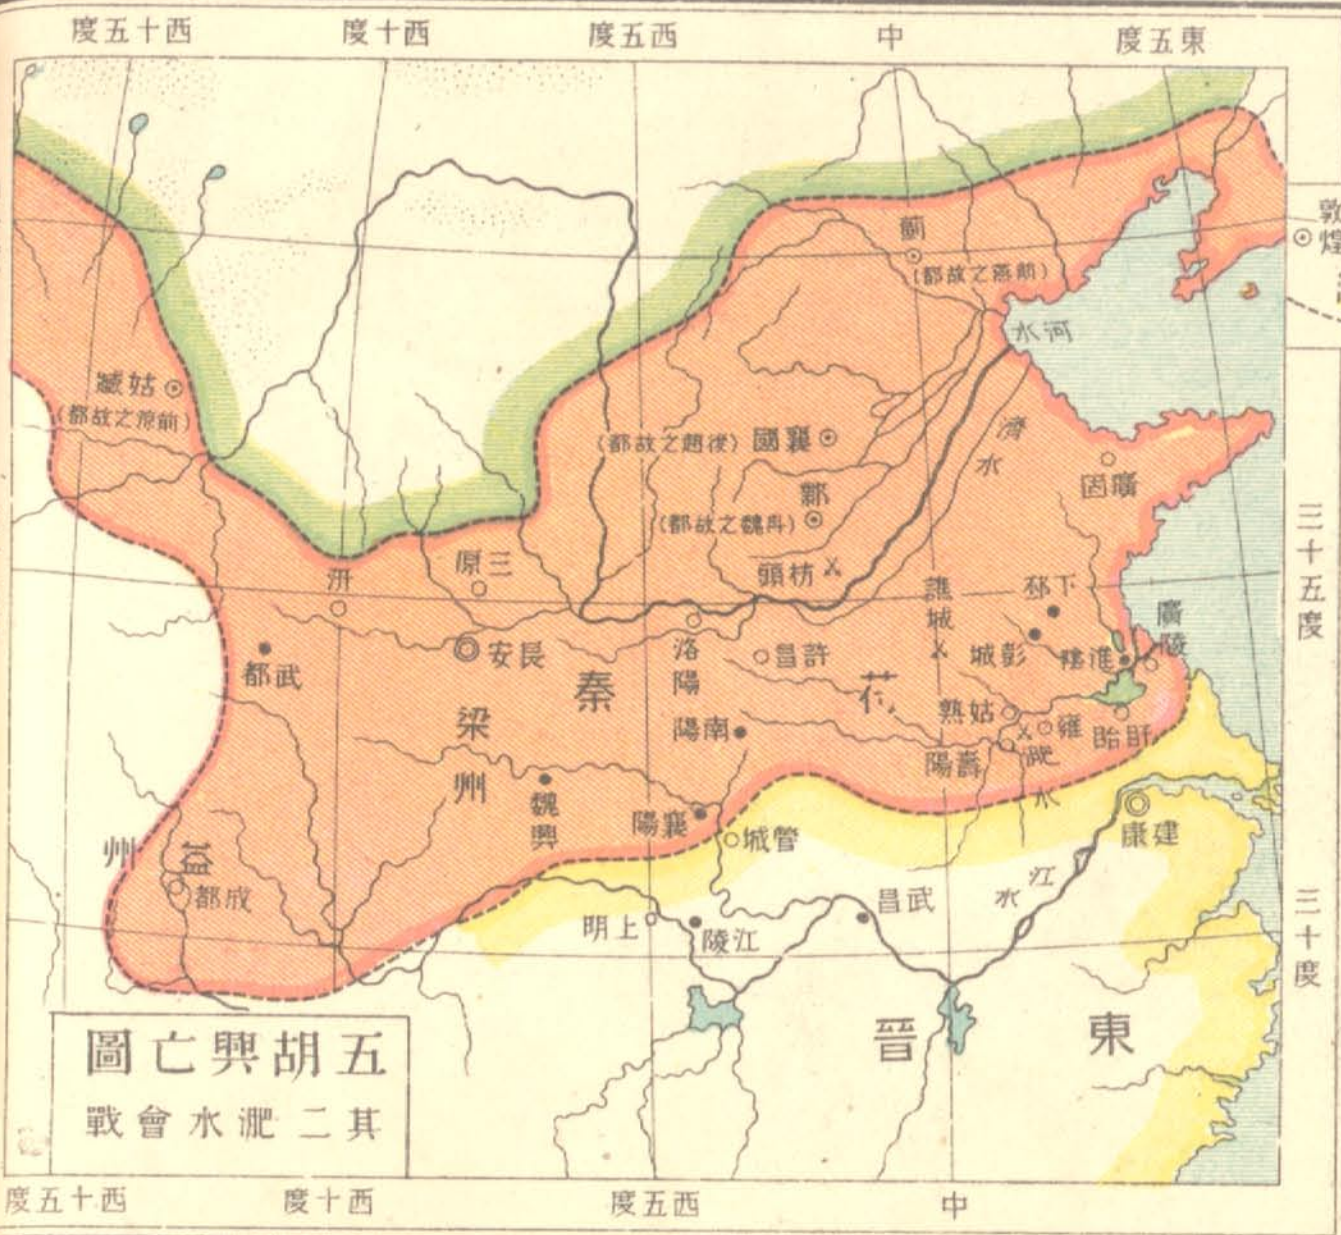 五胡興亡圖
其二 淝水會戰
東五度
中
西五度
西十度
西十五度
敦煌
三十五度
三十度
薊
(前燕之故都)
河水
濟水
廣固
襄國
(後趙之故都)
鄴
(冉魏之故都)
枋頭
姑臧
(前涼之故都)
三原
汧
長安
武都
洛陽
許昌
譙城
下邳
彭城
淮陰
廣陵
盱眙
秦
梁州
南陽
魏興
襄陽
姑熟
壽陽
淝水
雍
益州
成都
管城
建康
江水
武昌
江陵
上明
東晉
中
西五度
西十度
西十五度